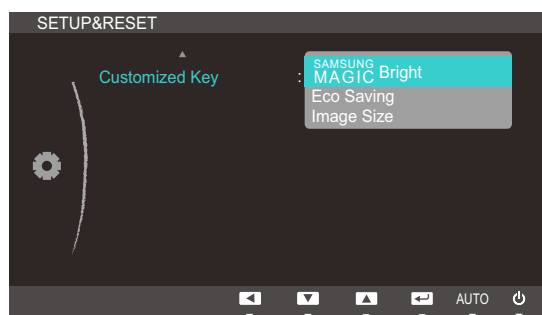 SETUP&RESET
Customized Key : SAMSUNG MAGIC Bright
Eco Saving
Image Size
AUTO